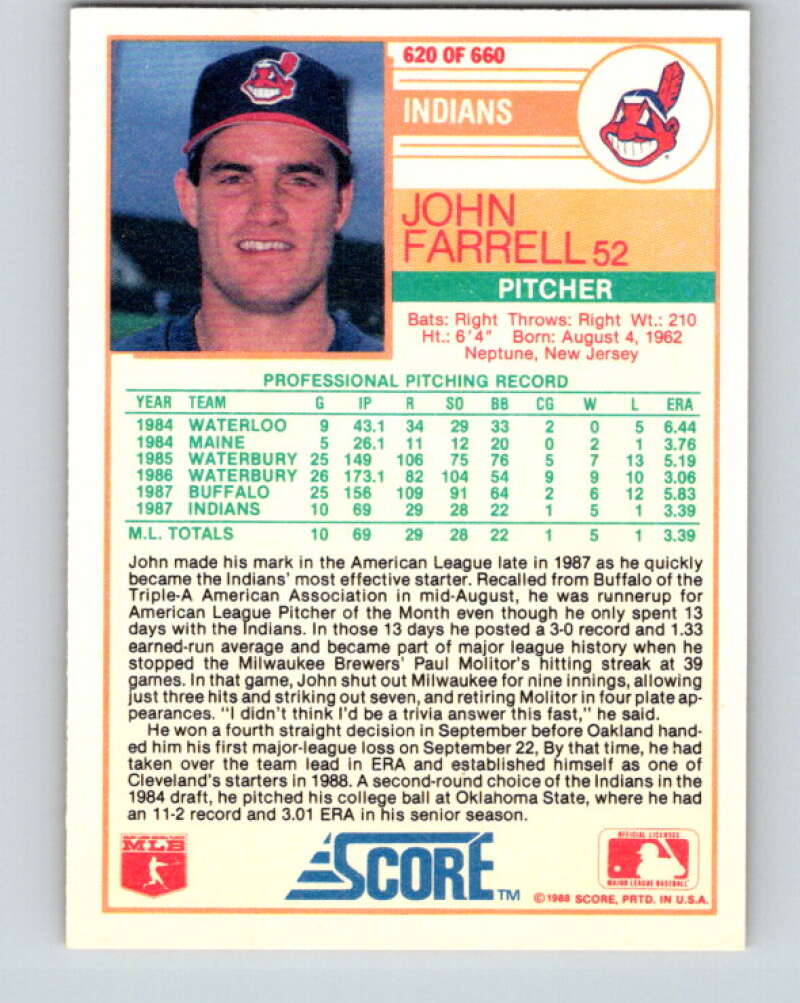 620 OF 660
INDIANS
JOHN
FARRELL 52
PITCHER
Bats: Right Throws: Right Wt.: 210
Ht.: 6'4" Born: August 4, 1962
Neptune, New Jersey
PROFESSIONAL PITCHING RECORD
YEAR TEAM G IP R SO BB CG W L ERA
1984 WATERLOO 9 43.1 34 29 33 2 0 5 6.44
1984 MAINE 5 26.1 11 12 20 0 2 1 3.76
1985 WATERBURY 25 149 106 75 76 5 7 13 5.19
1986 WATERBURY 26 173.1 82 104 54 9 9 10 3.06
1987 BUFFALO 25 156 109 91 64 2 6 12 5.83
1987 INDIANS 10 69 29 28 22 1 5 1 3.39
M.L. TOTALS 10 69 29 28 22 1 5 1 3.39
John made his mark in the American League late in 1987 as he quickly
became the Indians' most effective starter. Recalled from Buffalo of the
Triple-A American Association in mid-August, he was runnerup for
American League Pitcher of the Month even though he only spent 13
days with the Indians. In those 13 days he posted a 3-0 record and 1.33
earned-run average and became part of major league history when he
stopped the Milwaukee Brewers' Paul Molitor's hitting streak at 39
games. In that game, John shut out Milwaukee for nine innings, allowing
just three hits and striking out seven, and retiring Molitor in four plate ap-
pearances. "I didn't think I'd be a trivia answer this fast," he said.
He won a fourth straight decision in September before Oakland hand-
ed him his first major-league loss on September 22, By that time, he had
taken over the team lead in ERA and established himself as one of
Cleveland's starters in 1988. A second-round choice of the Indians in the
1984 draft, he pitched his college ball at Oklahoma State, where he had
an 11-2 record and 3.01 ERA in his senior season.
MLB
SCORE TM
OFFICIAL LICENSEE
MAJOR LEAGUE BASEBALL
©1988 SCORE, PRTD. IN U.S.A.